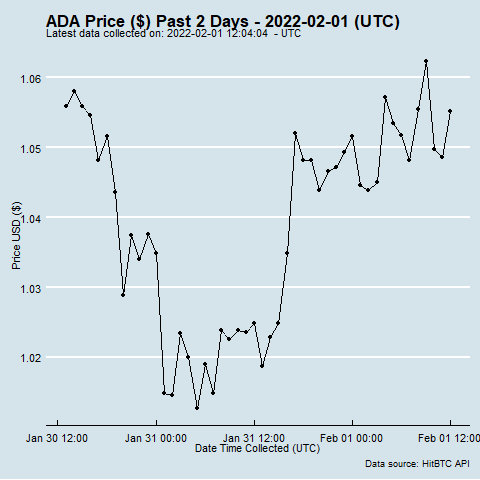 ADA Price ($) Past 2 Days - 2022-02-01 (UTC)
Latest data collected on: 2022-02-01 12:04:04  - UTC
1.06
1.05
1.04
1.03
1.02
Price USD ($)
Jan 30 12:00 Jan 31 00:00 Jan 31 12:00 Feb 01 00:00 Feb 01 12:00
Date Time Collected (UTC)
Data source: HitBTC API